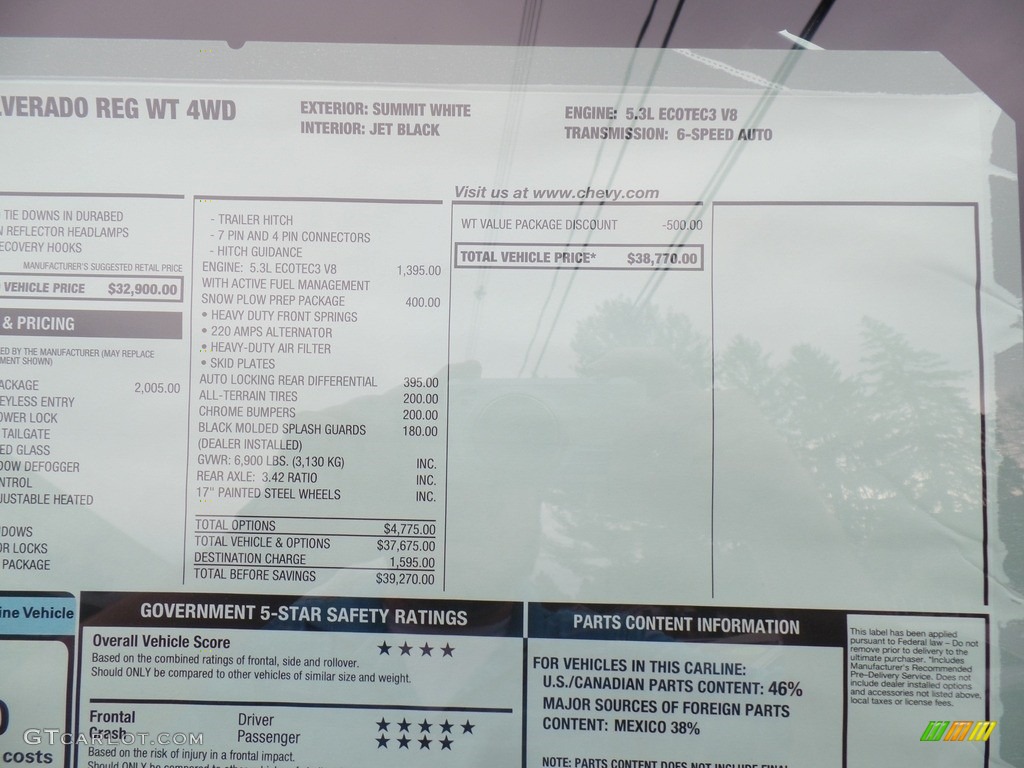 VERADO REG WT 4WD
EXTERIOR: SUMMIT WHITE
INTERIOR: JET BLACK
ENGINE: 5.3L ECOTEC3 V8
TRANSMISSION: 6-SPEED AUTO
TIE DOWNS IN DURABED
REFLECTOR HEADLAMPS
ECOVERY HOOKS
MANUFACTURER'S SUGGESTED RETAIL PRICE
VEHICLE PRICE $32,900.00
& PRICING
ED BY THE MANUFACTURER (MAY REPLACE
MENT SHOWN)
ACKAGE 2,005.00
EYLESS ENTRY
OWER LOCK
TAILGATE
ED GLASS
DOW DEFOGGER
NTROL
JUSTABLE HEATED
DOWS
OR LOCKS
PACKAGE
- TRAILER HITCH
- 7 PIN AND 4 PIN CONNECTORS
- HITCH GUIDANCE
ENGINE: 5.3L ECOTEC3 V8 1,395.00
WITH ACTIVE FUEL MANAGEMENT
SNOW PLOW PREP PACKAGE 400.00
• HEAVY DUTY FRONT SPRINGS
• 220 AMPS ALTERNATOR
• HEAVY-DUTY AIR FILTER
• SKID PLATES
AUTO LOCKING REAR DIFFERENTIAL 395.00
ALL-TERRAIN TIRES 200.00
CHROME BUMPERS 200.00
BLACK MOLDED SPLASH GUARDS 180.00
(DEALER INSTALLED)
GVWR: 6,900 LBS. (3,130 KG) INC.
REAR AXLE: 3.42 RATIO INC.
17" PAINTED STEEL WHEELS INC.
TOTAL OPTIONS $4,775.00
TOTAL VEHICLE & OPTIONS $37,675.00
DESTINATION CHARGE 1,595.00
TOTAL BEFORE SAVINGS $39,270.00
Visit us at www.chevy.com
WT VALUE PACKAGE DISCOUNT -500.00
TOTAL VEHICLE PRICE* $38,770.00
ine Vehicle
costs
GOVERNMENT 5-STAR SAFETY RATINGS
Overall Vehicle Score ★★★★
Based on the combined ratings of frontal, side and rollover.
Should ONLY be compared to other vehicles of similar size and weight.
Frontal Driver ★★★★★
Crash Passenger ★★★★
Based on the risk of injury in a frontal impact.
PARTS CONTENT INFORMATION
FOR VEHICLES IN THIS CARLINE:
U.S./CANADIAN PARTS CONTENT: 46%
MAJOR SOURCES OF FOREIGN PARTS
CONTENT: MEXICO 38%
NOTE: PARTS CONTENT DOES NOT INCLUDE FINAL
This label has been applied
pursuant to Federal law – Do not
remove prior to delivery to the
ultimate purchaser. *Includes
Manufacturer's Recommended
Pre-Delivery Service. Does not
include dealer installed options
and accessories not listed above,
local taxes or license fees.
GTCARLOT.COM